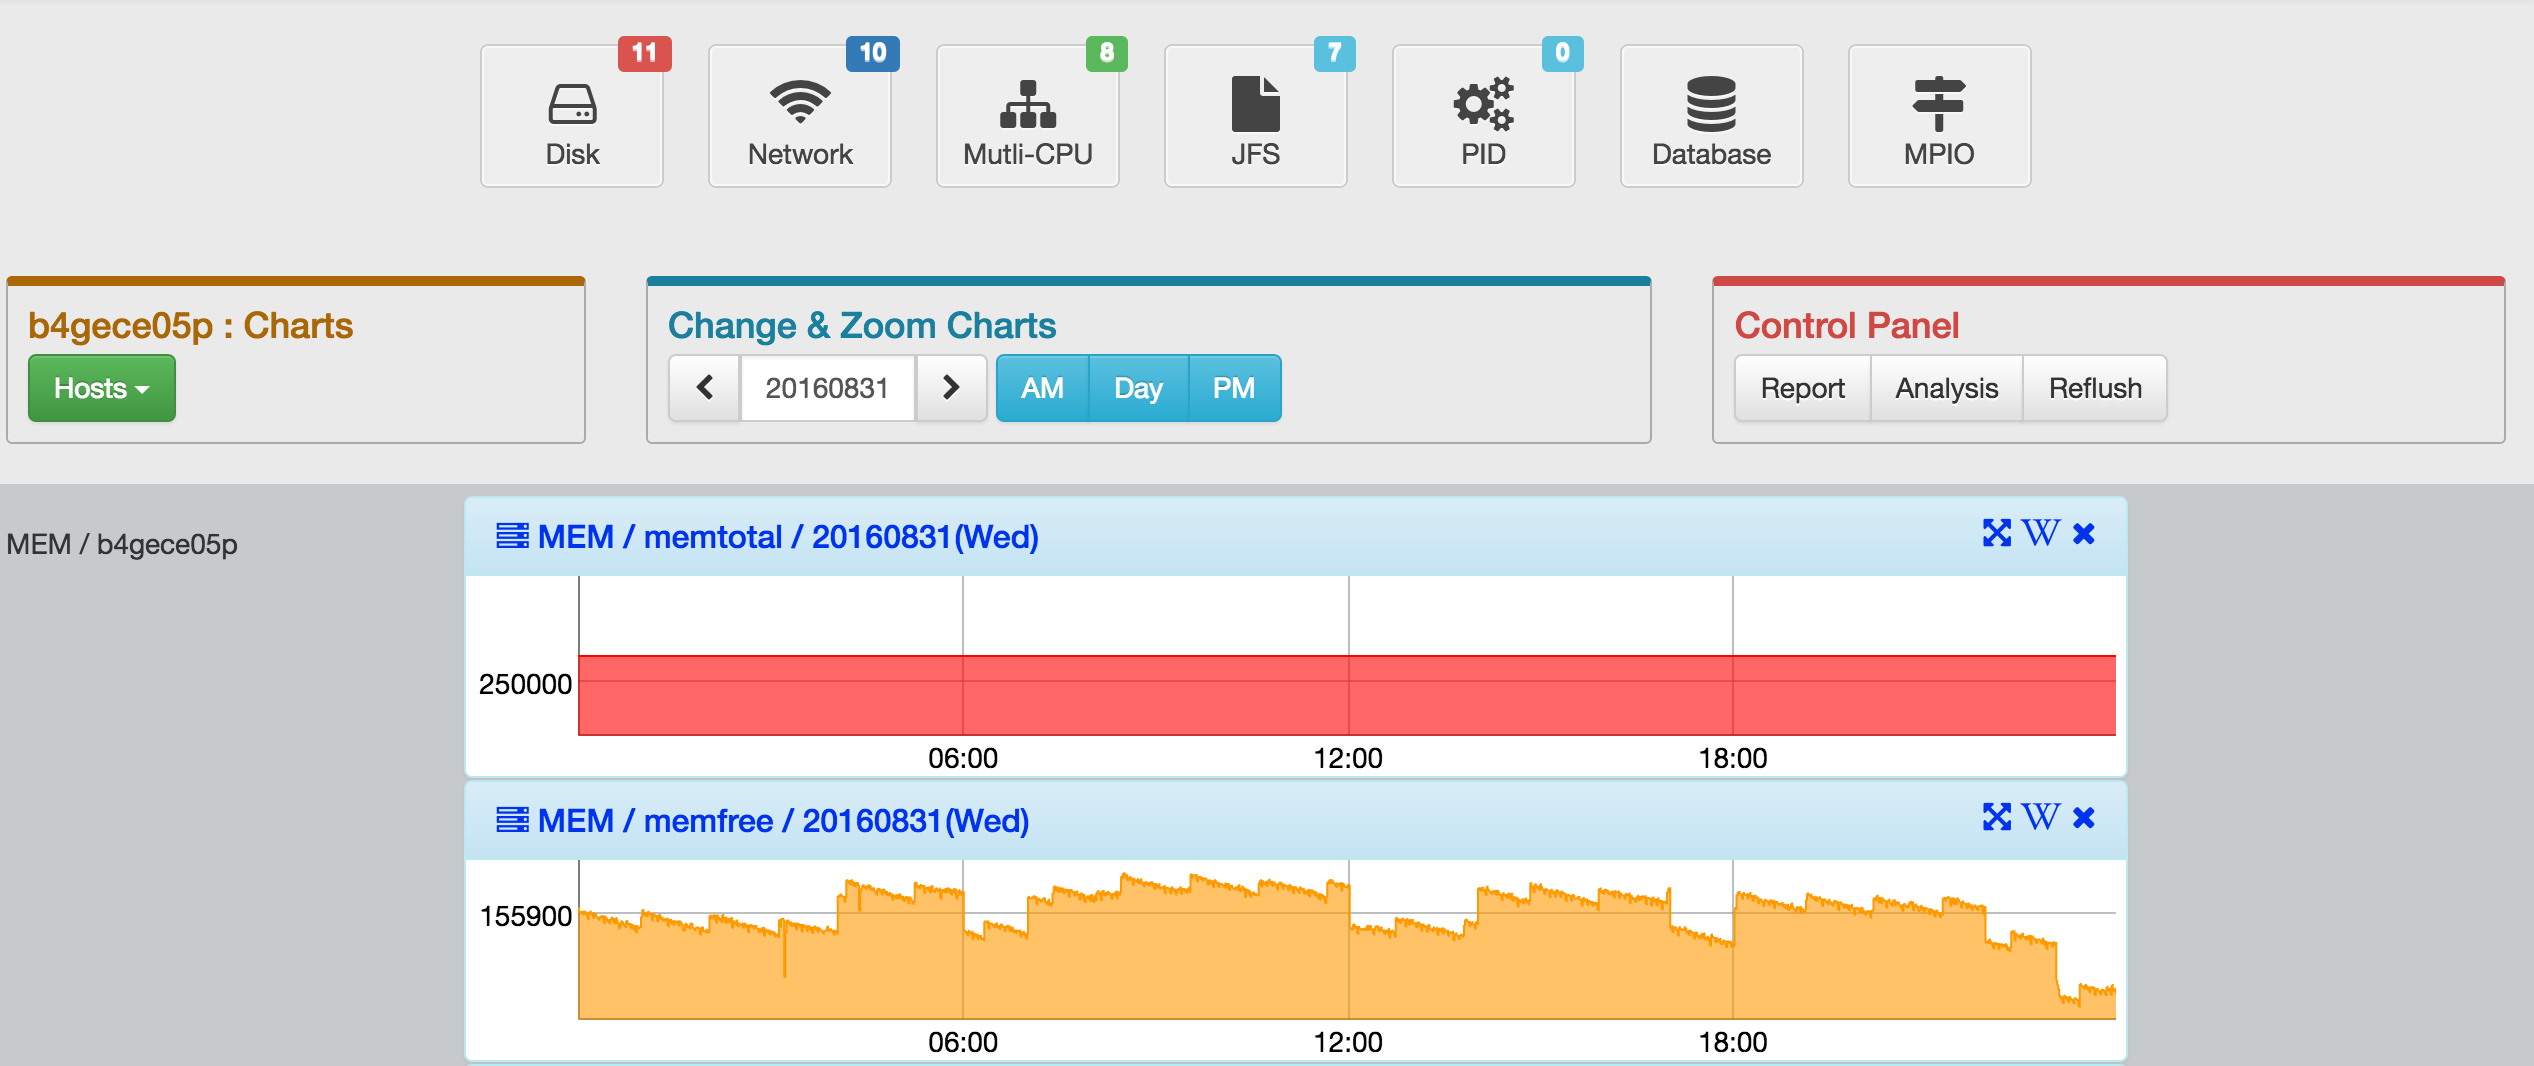 11 10 8 7 0
Disk Network Mutli-CPU JFS PID Database MPIO
b4gece05p : Charts
Hosts
Change & Zoom Charts
20160831 AM Day PM
Control Panel
Report Analysis Reflush
MEM / b4gece05p
MEM / memtotal / 20160831(Wed)
W
250000
06:00 12:00 18:00
MEM / memfree / 20160831(Wed)
W
155900
06:00 12:00 18:00